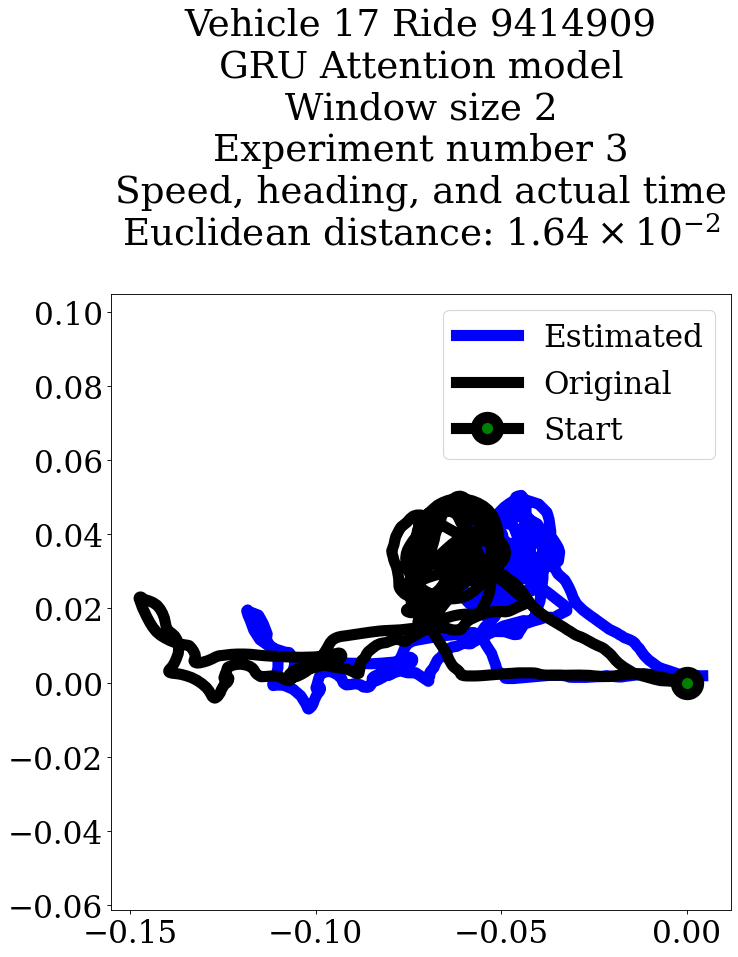 Vehicle 17 Ride 9414909
GRU Attention model
Window size 2
Experiment number 3
Speed, heading, and actual time
Euclidean distance: 1.64 × 10⁻²
Estimated
Original
Start
0.10
0.08
0.06
0.04
0.02
0.00
−0.02
−0.04
−0.06
−0.15 −0.10 −0.05 0.00